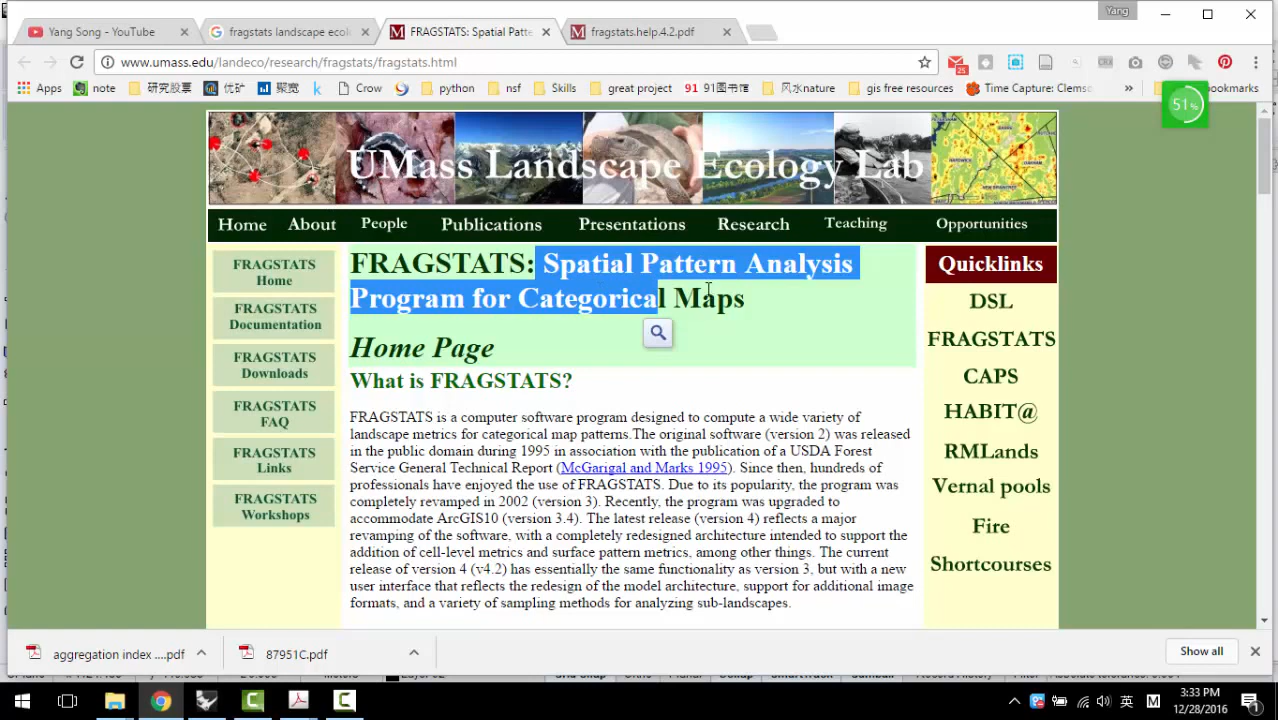 Yang
Yang Song - YouTube
fragstats landscape ecol
FRAGSTATS: Spatial Patte
fragstats.help.4.2.pdf
www.umass.edu/landeco/research/fragstats/fragstats.html
25
Apps
note
研究股票
优矿
聚宽
Crow
python
nsf
Skills
great project
91 91图书馆
风水nature
gis free resources
Time Capture: Clemso
»
bookmarks
51%
UMass Landscape Ecology Lab
Home About People Publications Presentations Research Teaching Opportunities
FRAGSTATS
Home
FRAGSTATS
Documentation
FRAGSTATS
Downloads
FRAGSTATS
FAQ
FRAGSTATS
Links
FRAGSTATS
Workshops
FRAGSTATS: Spatial Pattern Analysis
Program for Categorical Maps
Home Page
What is FRAGSTATS?
FRAGSTATS is a computer software program designed to compute a wide variety of
landscape metrics for categorical map patterns.The original software (version 2) was released
in the public domain during 1995 in association with the publication of a USDA Forest
Service General Technical Report (McGarigal and Marks 1995). Since then, hundreds of
professionals have enjoyed the use of FRAGSTATS. Due to its popularity, the program was
completely revamped in 2002 (version 3). Recently, the program was upgraded to
accommodate ArcGIS10 (version 3.4). The latest release (version 4) reflects a major
revamping of the software, with a completely redesigned architecture intended to support the
addition of cell-level metrics and surface pattern metrics, among other things. The current
release of version 4 (v4.2) has essentially the same functionality as version 3, but with a new
user interface that reflects the redesign of the model architecture, support for additional image
formats, and a variety of sampling methods for analyzing sub-landscapes.
Quicklinks
DSL
FRAGSTATS
CAPS
HABIT@
RMLands
Vernal pools
Fire
Shortcourses
aggregation index ....pdf
87951C.pdf
Show all
英
M
3:33 PM
12/28/2016